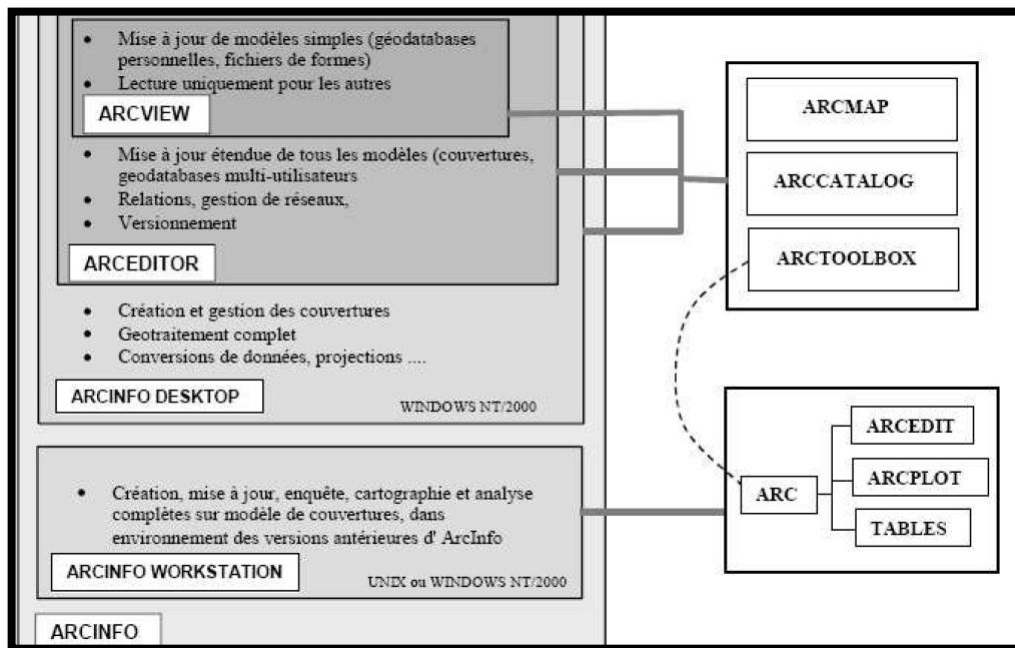 • Mise à jour de modèles simples (géodatabases
personnelles, fichiers de formes)
• Lecture uniquement pour les autres
ARCVIEW
• Mise à jour étendue de tous les modèles (couvertures,
geodatabases multi-utilisateurs
• Relations, gestion de réseaux,
• Versionnement
ARCEDITOR
• Création et gestion des couvertures
• Geotraitement complet
• Conversions de données, projections ....
ARCINFO DESKTOP
WINDOWS NT/2000
• Création, mise à jour, enquête, cartographie et analyse
complètes sur modèle de couvertures, dans
environnement des versions antérieures d' ArcInfo
ARCINFO WORKSTATION
UNIX ou WINDOWS NT/2000
ARCINFO
ARCMAP
ARCCATALOG
ARCTOOLBOX
ARC
ARCEDIT
ARCPLOT
TABLES